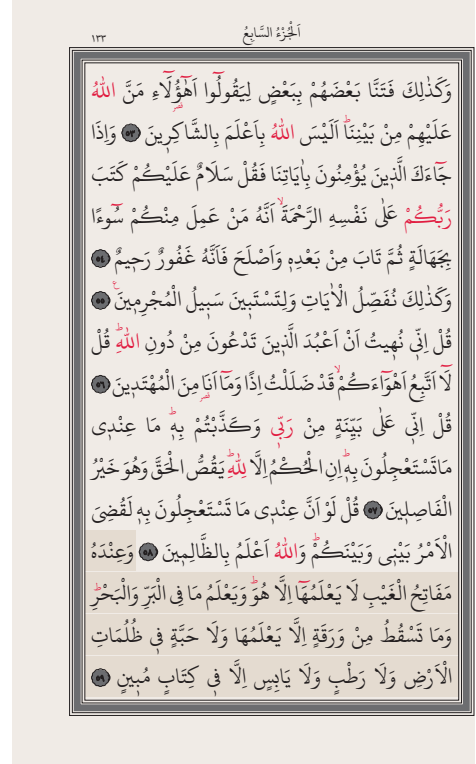 اَلْجُزْءُ السَّابِعُ
١٣٣
وَكَذٰلِكَ فَتَنَّا بَعْضَهُمْ بِبَعْضٍ لِيَقُولُٓوا اَهٰٓؤُ۬لَٓاءِ مَنَّ اللّٰهُ
عَلَيْهِمْ مِنْ بَيْنِنَاۜ اَلَيْسَ اللّٰهُ بِاَعْلَمَ بِالشَّاكِر۪ينَ ﴿٥٣﴾ وَاِذَا
جَٓاءَكَ الَّذ۪ينَ يُؤْمِنُونَ بِاٰيَاتِنَا فَقُلْ سَلَامٌ عَلَيْكُمْ كَتَبَ
رَبُّكُمْ عَلٰى نَفْسِهِ الرَّحْمَةَۙ اَنَّهُ مَنْ عَمِلَ مِنْكُمْ سُٓوءًا
بِجَهَالَةٍ ثُمَّ تَابَ مِنْ بَعْدِه۪ وَاَصْلَحَ فَاَنَّهُ غَفُورٌ رَح۪يمٌ ﴿٥٤﴾
وَكَذٰلِكَ نُفَصِّلُ الْاٰيَاتِ وَلِتَسْتَب۪ينَ سَب۪يلُ الْمُجْرِم۪ينَ۟ ﴿٥٥﴾
قُلْ اِنّ۪ي نُه۪يتُ اَنْ اَعْبُدَ الَّذ۪ينَ تَدْعُونَ مِنْ دُونِ اللّٰهِۜ قُلْ
لَٓا اَتَّبِعُ اَهْوَٓاءَكُمْۙ قَدْ ضَلَلْتُ اِذًا وَمَٓا اَنَا۬ مِنَ الْمُهْتَد۪ينَ ﴿٥٦﴾
قُلْ اِنّ۪ي عَلٰى بَيِّنَةٍ مِنْ رَبّ۪ي وَكَذَّبْتُمْ بِه۪ۜ مَا عِنْد۪ي
مَا تَسْتَعْجِلُونَ بِه۪ۜ اِنِ الْحُكْمُ اِلَّا لِلّٰهِۜ يَقُصُّ الْحَقَّ وَهُوَ خَيْرُ
الْفَاصِل۪ينَ ﴿٥٧﴾ قُلْ لَوْ اَنَّ عِنْد۪ي مَا تَسْتَعْجِلُونَ بِه۪ لَقُضِيَ
الْاَمْرُ بَيْن۪ي وَبَيْنَكُمْۜ وَاللّٰهُ اَعْلَمُ بِالظَّالِم۪ينَ ﴿٥٨﴾ وَعِنْدَهُ
مَفَاتِحُ الْغَيْبِ لَا يَعْلَمُهَٓا اِلَّا هُوَۜ وَيَعْلَمُ مَا فِي الْبَرِّ وَالْبَحْرِۜ
وَمَا تَسْقُطُ مِنْ وَرَقَةٍ اِلَّا يَعْلَمُهَا وَلَا حَبَّةٍ ف۪ي ظُلُمَاتِ
الْاَرْضِ وَلَا رَطْبٍ وَلَا يَابِسٍ اِلَّا ف۪ي كِتَابٍ مُب۪ينٍ ﴿٥٩﴾